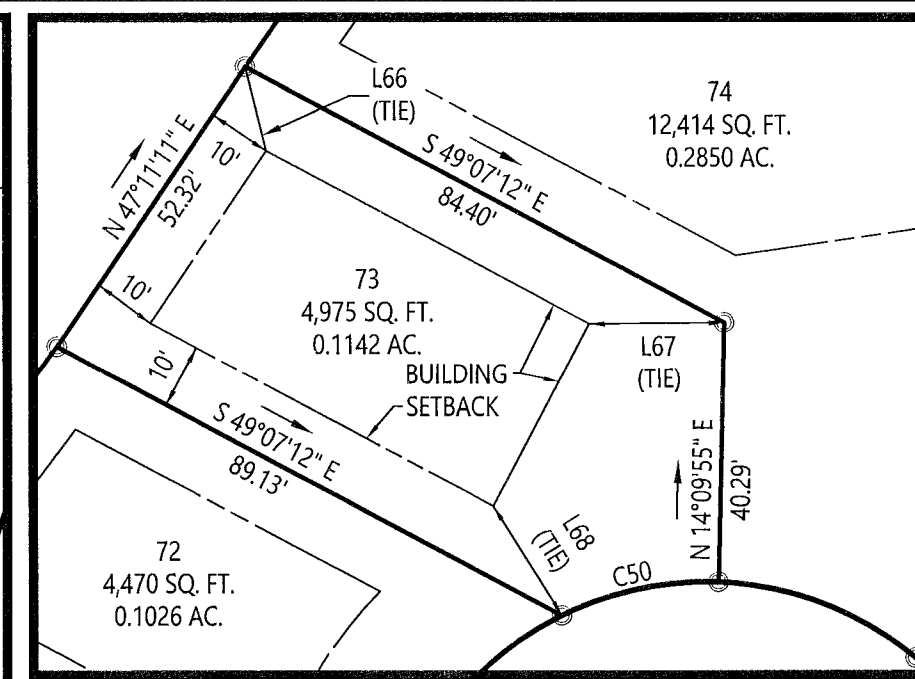 L66
(TIE)
74
12,414 SQ. FT.
0.2850 AC.
S 49°07'12" E
84.40'
N 47°11'11" E
52.32'
10'
10'
10'
73
4,975 SQ. FT.
0.1142 AC.
BUILDING
SETBACK
L67
(TIE)
S 49°07'12" E
89.13'
N 14°09'55" E
40.29'
L68
(TIE)
C50
72
4,470 SQ. FT.
0.1026 AC.